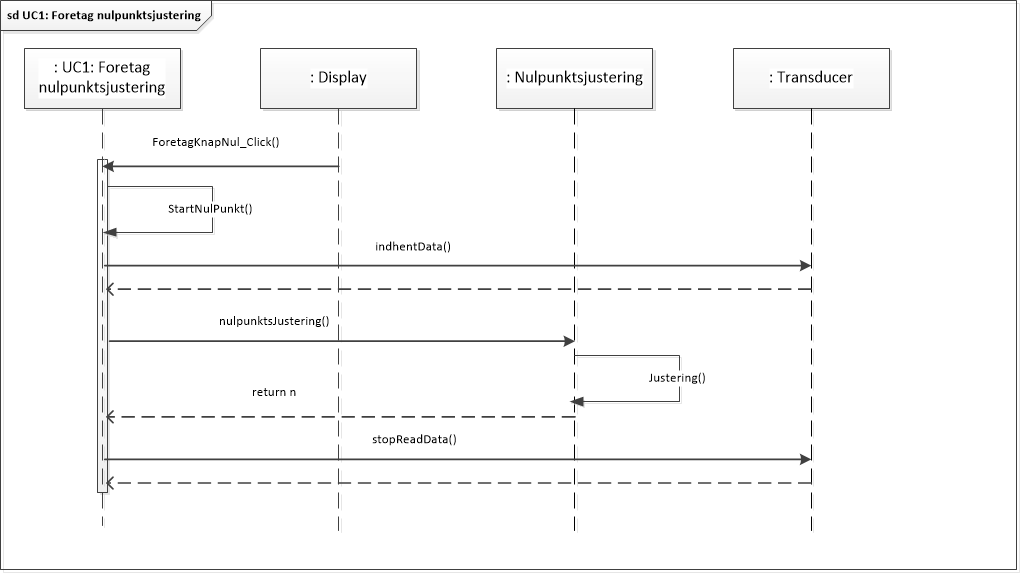 sd UC1: Foretag nulpunktsjustering
: UC1: Foretag
nulpunktsjustering
: Display
: Nulpunktsjustering
: Transducer
ForetagKnapNul_Click()
StartNulPunkt()
indhentData()
nulpunktsJustering()
Justering()
return n
stopReadData()